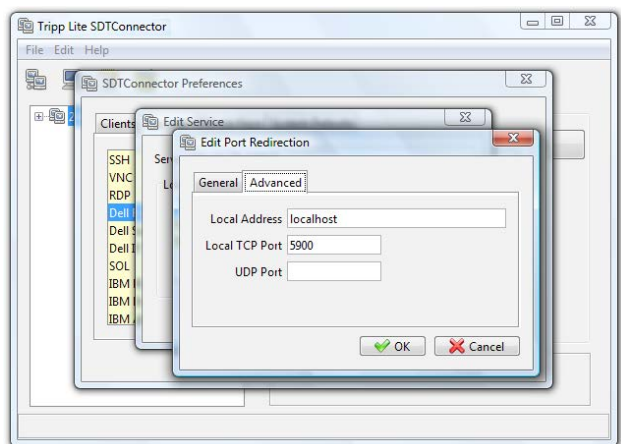 Tripp Lite SDTConnector
File Edit Help
SDTConnector Preferences
Clients
Edit Service
Edit Port Redirection
SSH
VNC
RDP
Dell
Dell
Dell
SOL
IBM
IBM
IBM
General Advanced
Local Address localhost
Local TCP Port 5900
UDP Port
OK Cancel